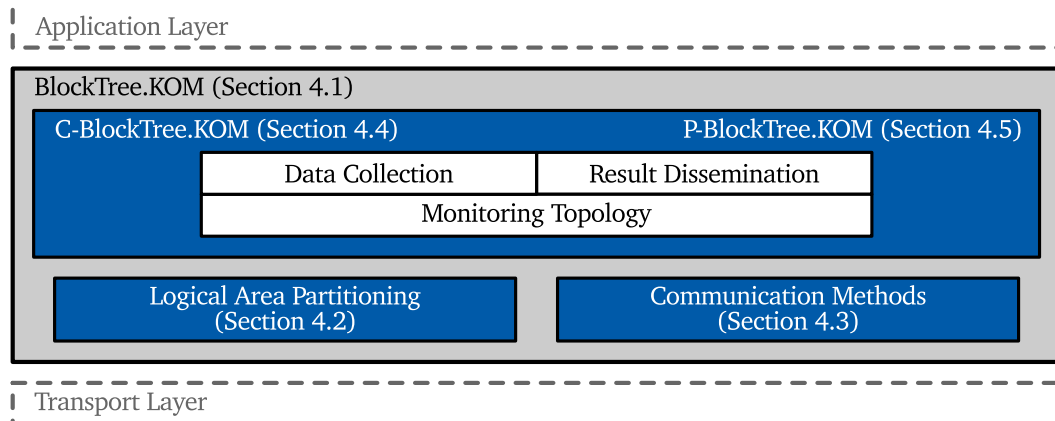 Application Layer
BlockTree.KOM (Section 4.1)
C-BlockTree.KOM (Section 4.4)
P-BlockTree.KOM (Section 4.5)
Data Collection
Result Dissemination
Monitoring Topology
Logical Area Partitioning
(Section 4.2)
Communication Methods
(Section 4.3)
Transport Layer